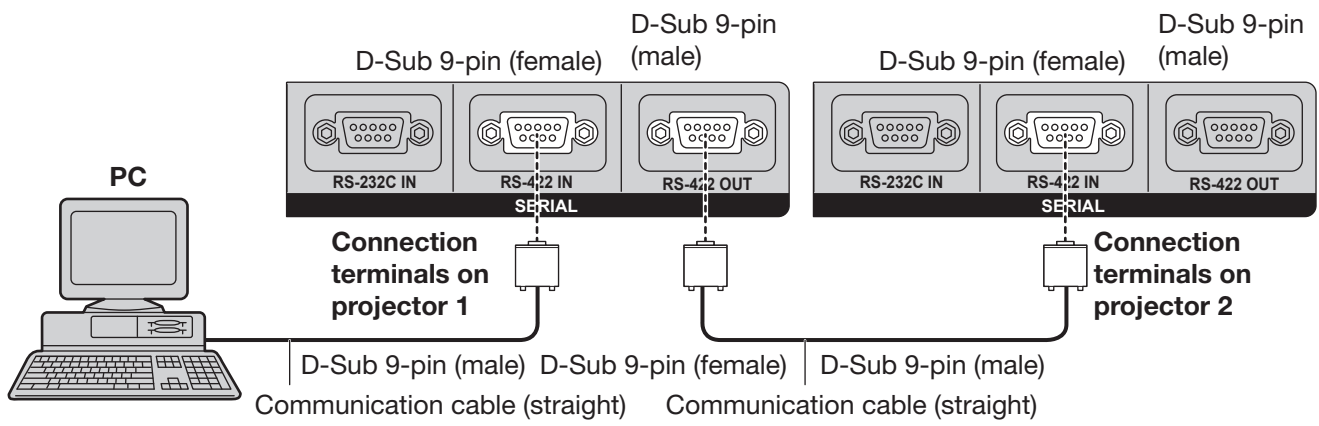 D-Sub 9-pin (female)
D-Sub 9-pin
(male)
D-Sub 9-pin (female)
D-Sub 9-pin
(male)
PC
RS-232C IN
RS-422 IN
RS-422 OUT
SERIAL
RS-232C IN
RS-422 IN
RS-422 OUT
SERIAL
Connection
terminals on
projector 1
Connection
terminals on
projector 2
D-Sub 9-pin (male)
D-Sub 9-pin (female)
D-Sub 9-pin (male)
Communication cable (straight)
Communication cable (straight)